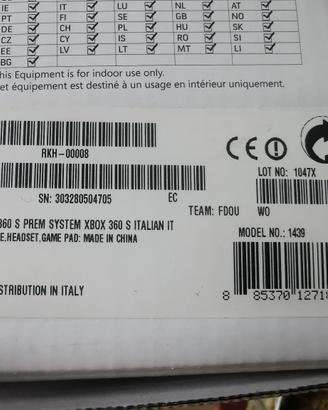 IE IT LU NL AT
PT FI SE GB NO
DE CH PL HU SK
CZ CY IS RO SI
EE LV LT MT LI
BG
his Equipment is for indoor use only.
et équipement est destiné à un usage en intérieur uniquement.
RKH-00008
CE
LOT NO: 1047X
SN: 303280504705 EC
TEAM: FDOU WO
360 S PREM SYSTEM XBOX 360 S ITALIAN IT
E,HEADSET,GAME PAD: MADE IN CHINA
MODEL NO.: 1439
STRIBUTION IN ITALY
8 85370 1271